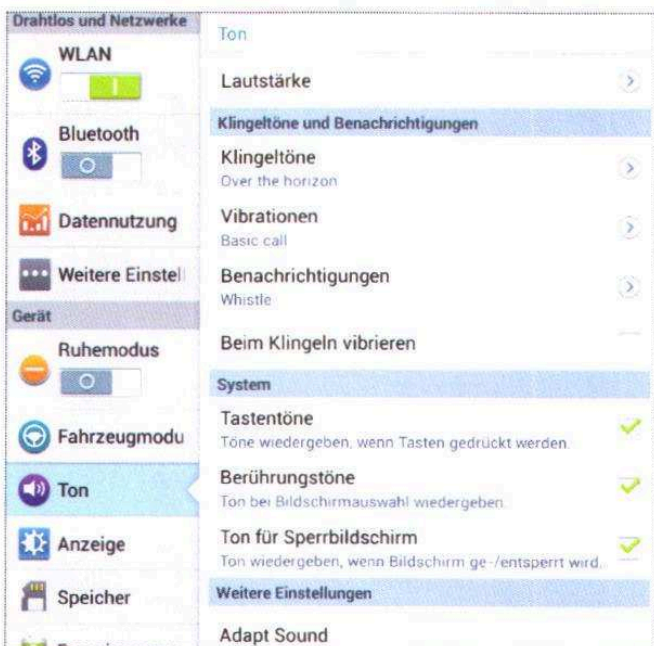 Drahtlos und Netzwerke
WLAN
Bluetooth
Datennutzung
Weitere Einstell
Gerät
Ruhemodus
Fahrzeugmodu
Ton
Anzeige
Speicher
Ton
Lautstärke
Klingeltöne und Benachrichtigungen
Klingeltöne
Over the horizon
Vibrationen
Basic call
Benachrichtigungen
Whistle
Beim Klingeln vibrieren
System
Tastentöne
Töne wiedergeben, wenn Tasten gedrückt werden.
Berührungstöne
Ton bei Bildschirmauswahl wiedergeben.
Ton für Sperrbildschirm
Ton wiedergeben, wenn Bildschirm ge-/entsperrt wird.
Weitere Einstellungen
Adapt Sound